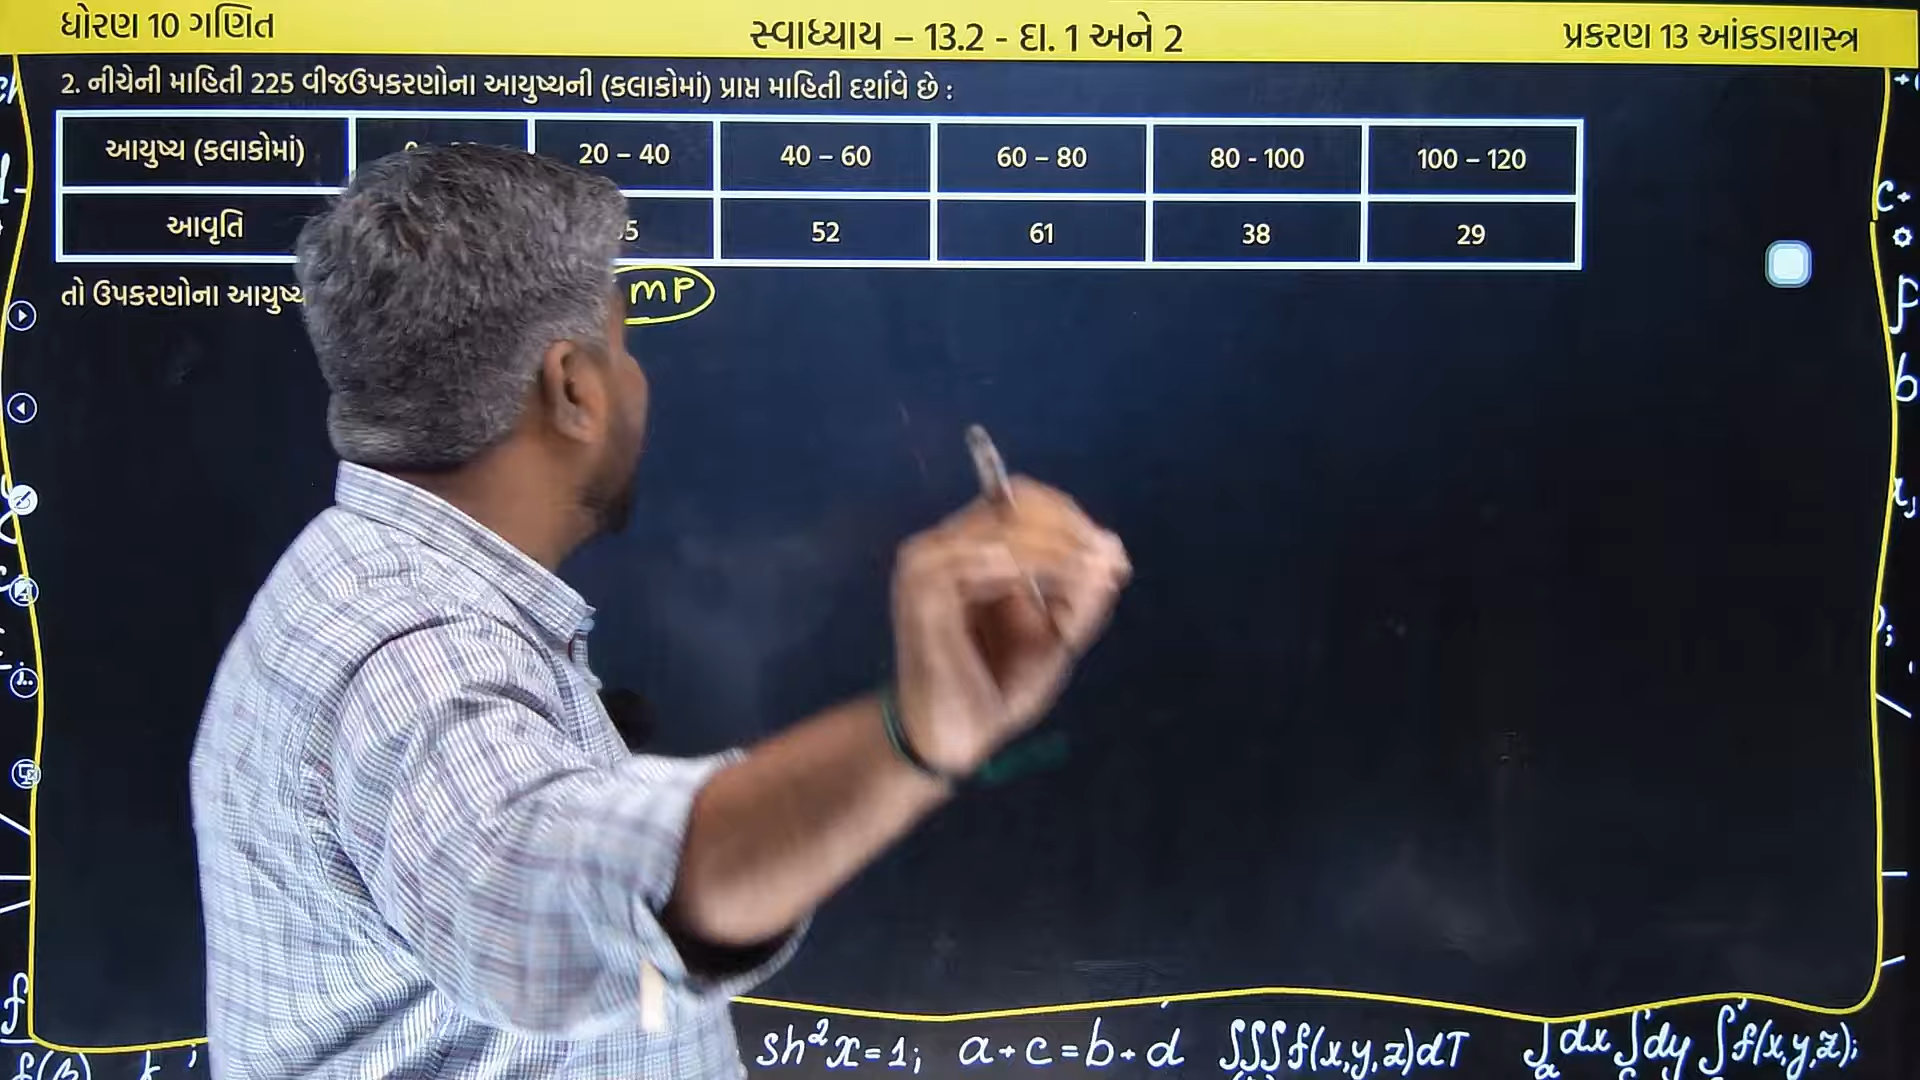 ધોરણ 10 ગણિત
સ્વાધ્યાય – 13.2 - દા. 1 અને 2
પ્રકરણ 13 આંકડાશાસ્ત્ર
2. નીચેની માહિતી 225 વીજઉપકરણોના આયુષ્યની (કલાકોમાં) પ્રાપ્ત માહિતી દર્શાવે છે :
આયુષ્ય (કલાકોમાં) 20 – 40 40 – 60 60 – 80 80 - 100 100 – 120
આવૃતિ 52 61 38 29
તો ઉપકરણોના
MP
sh²x=1; a+c=b+d ∫∫∫f(x,y,z)dT ∫dx∫dy∫f(x,y,z);